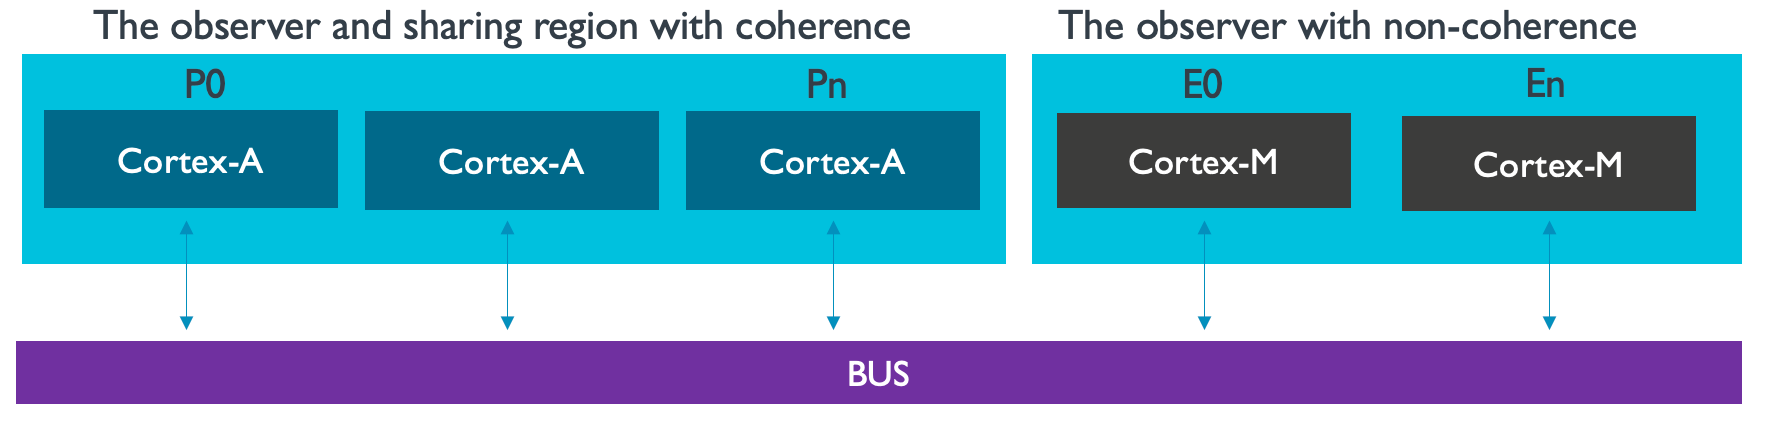 The observer and sharing region with coherence
The observer with non-coherence
P0
Pn
E0
En
Cortex-A
Cortex-A
Cortex-A
Cortex-M
Cortex-M
BUS